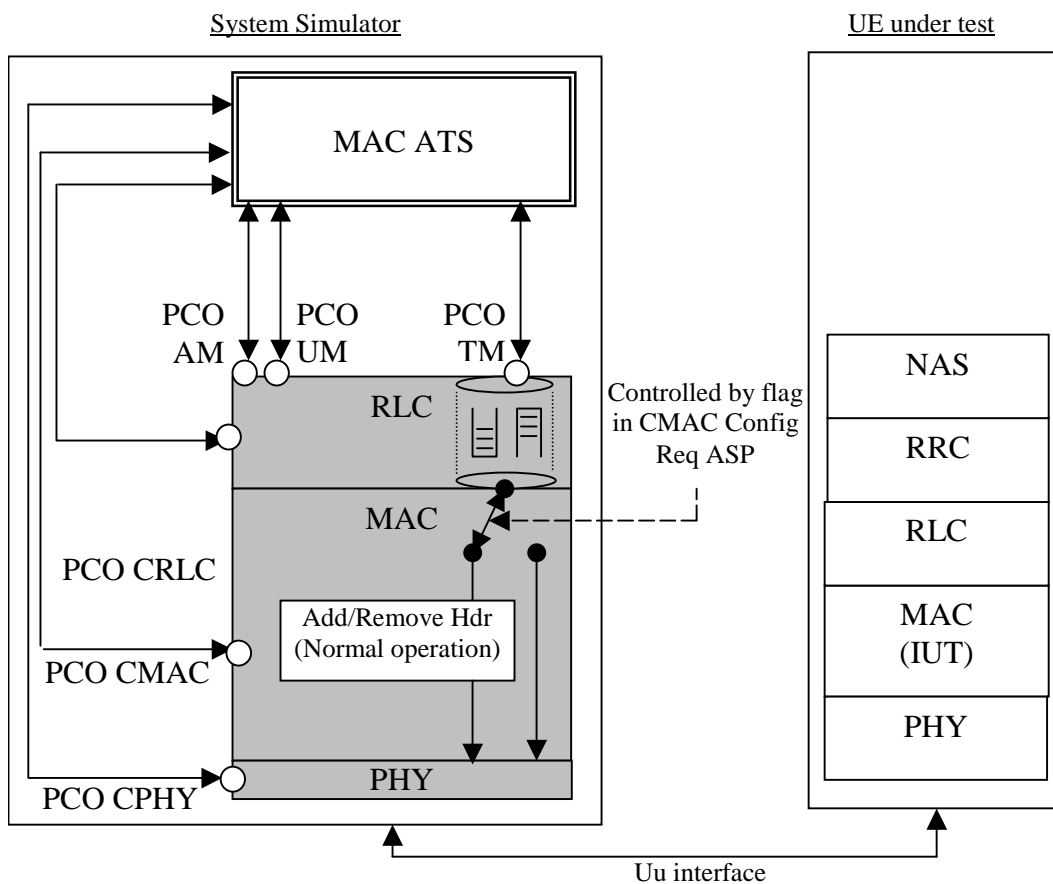 System Simulator
UE under test
MAC ATS
PCO
AM
PCO
UM
PCO
TM
RLC
Controlled by flag
in CMAC Config
Req ASP
MAC
PCO CRLC
Add/Remove Hdr
(Normal operation)
PCO CMAC
PHY
PCO CPHY
NAS
RRC
RLC
MAC
(IUT)
PHY
Uu interface